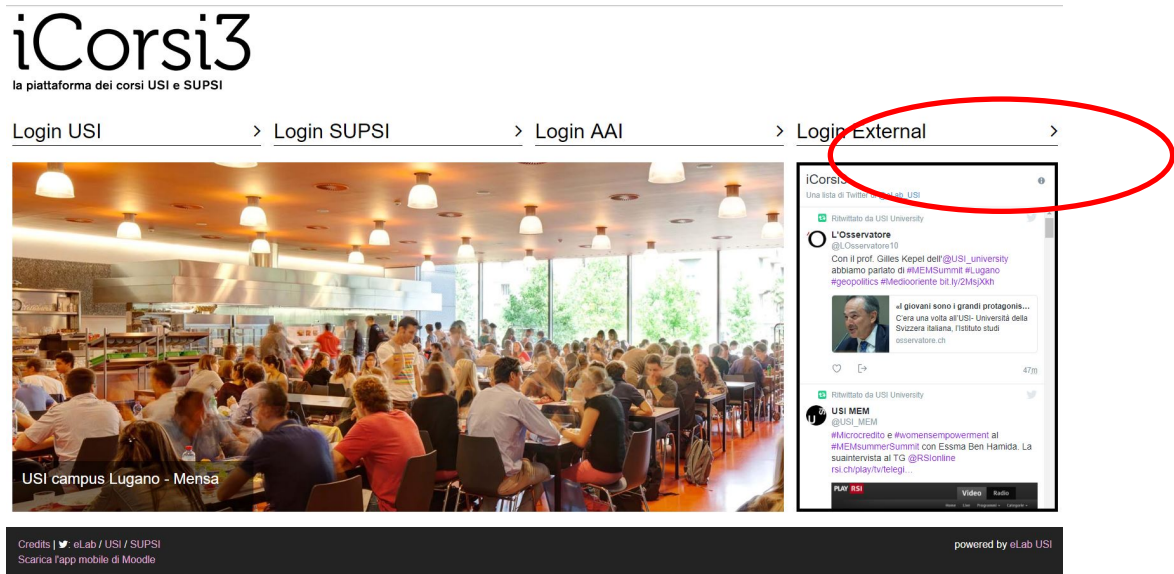 iCorsi3
la piattaforma dei corsi USI e SUPSI
Login USI >
Login SUPSI >
Login AAI >
Login External >
USI campus Lugano - Mensa
iCorsi3
Una lista di Twitter di @eLab_USI
Ritwittato da USI University
L'Osservatore
@LOsservatore10
Con il prof. Gilles Kepel dell'@USI_university
abbiamo parlato di #MEMSummit #Lugano
#geopolitics #Mediooriente bit.ly/2MsjXkh
«I giovani sono i grandi protagonis...
C'era una volta all'USI- Università della
Svizzera italiana, l'Istituto studi
osservatore.ch
47m
Ritwittato da USI University
USI MEM
@USI_MEM
#Microcredito e #womensempowerment al
#MEMsummerSummit con Essma Ben Hamida. La
suaintervista al TG @RSIonline
rsi.ch/play/tv/telegi...
PLAY RSI
Video Radio
Home Live Programmi Categorie
Credits | : eLab / USI / SUPSI
Scarica l'app mobile di Moodle
powered by eLab USI